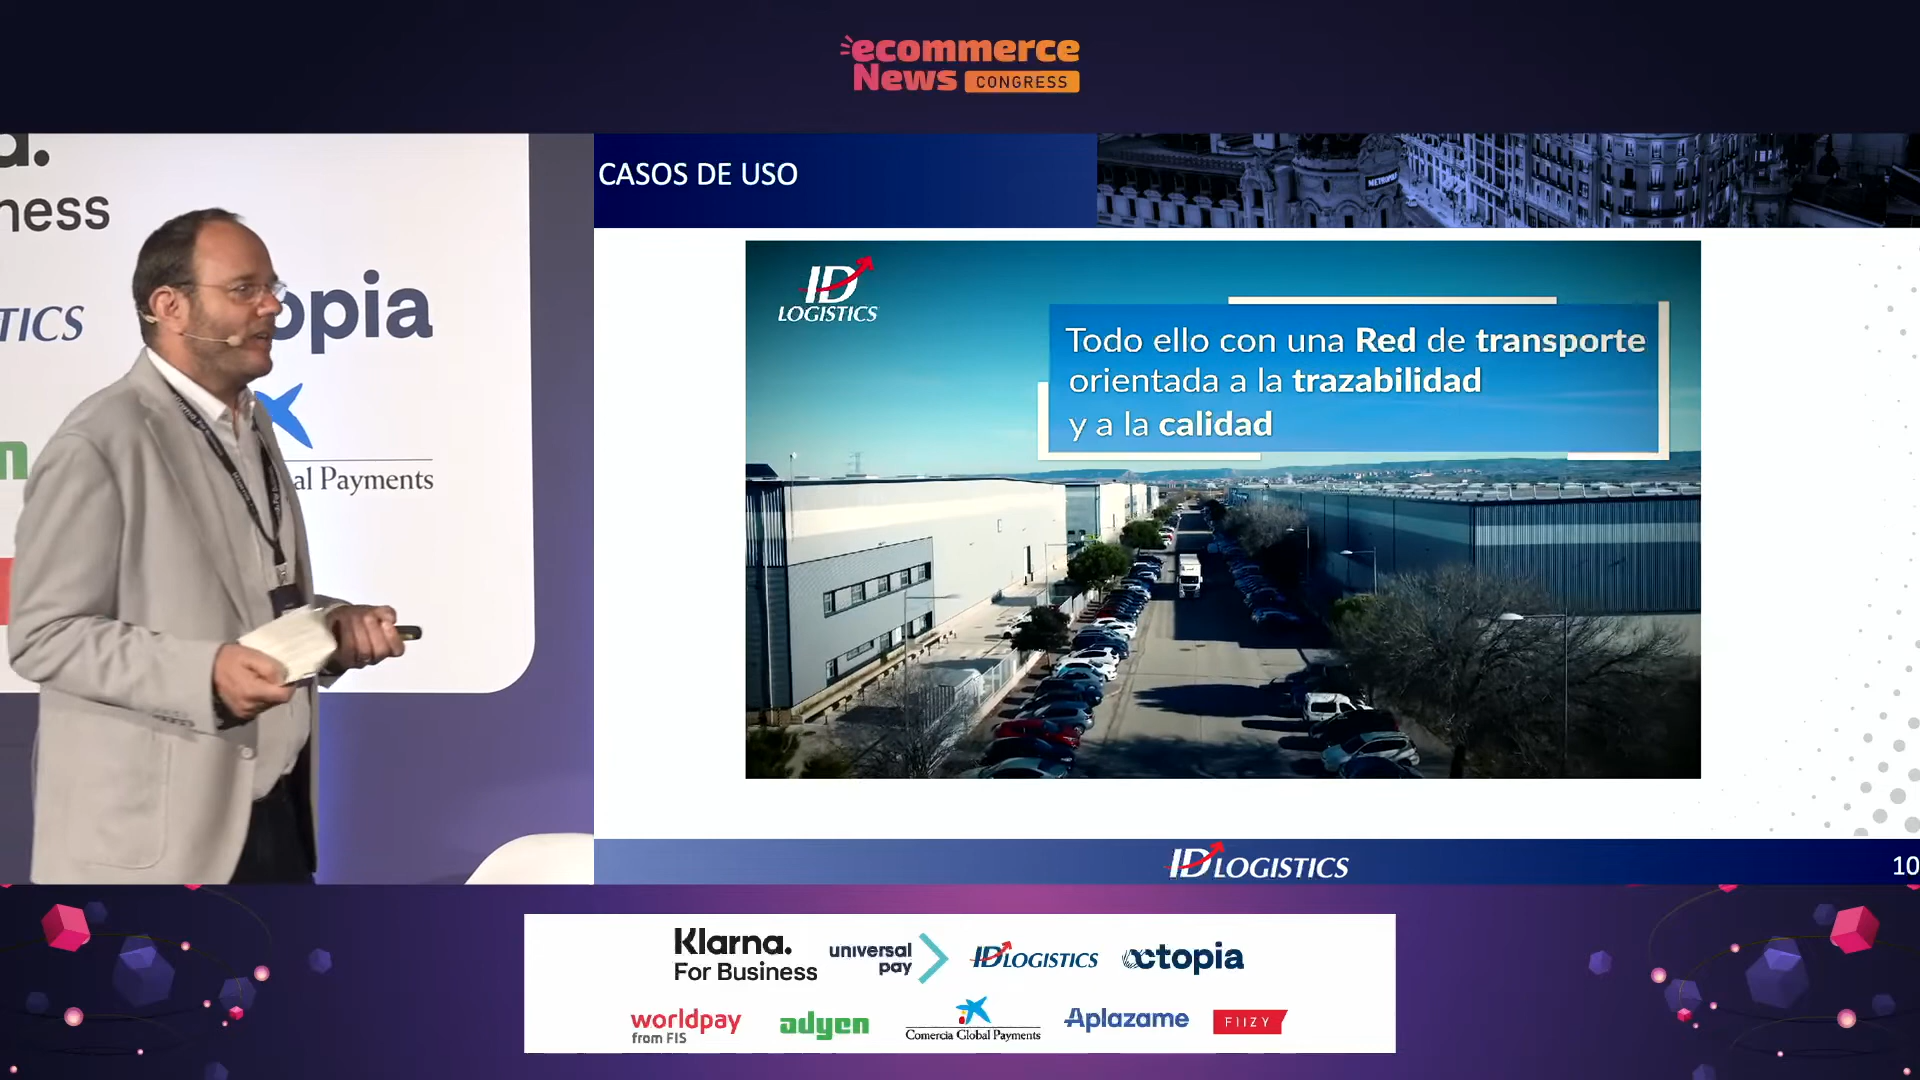 ecommerce
News CONGRESS
ness
TICS
opia
al Payments
CASOS DE USO
METROPOLIS
ID
LOGISTICS
Todo ello con una Red de transporte
orientada a la trazabilidad
y a la calidad
ID LOGISTICS
10
Klarna.
For Business
universal
pay
ID LOGISTICS
octopia
worldpay
from FIS
adyen
Comercia Global Payments
Aplazame
FIIZY